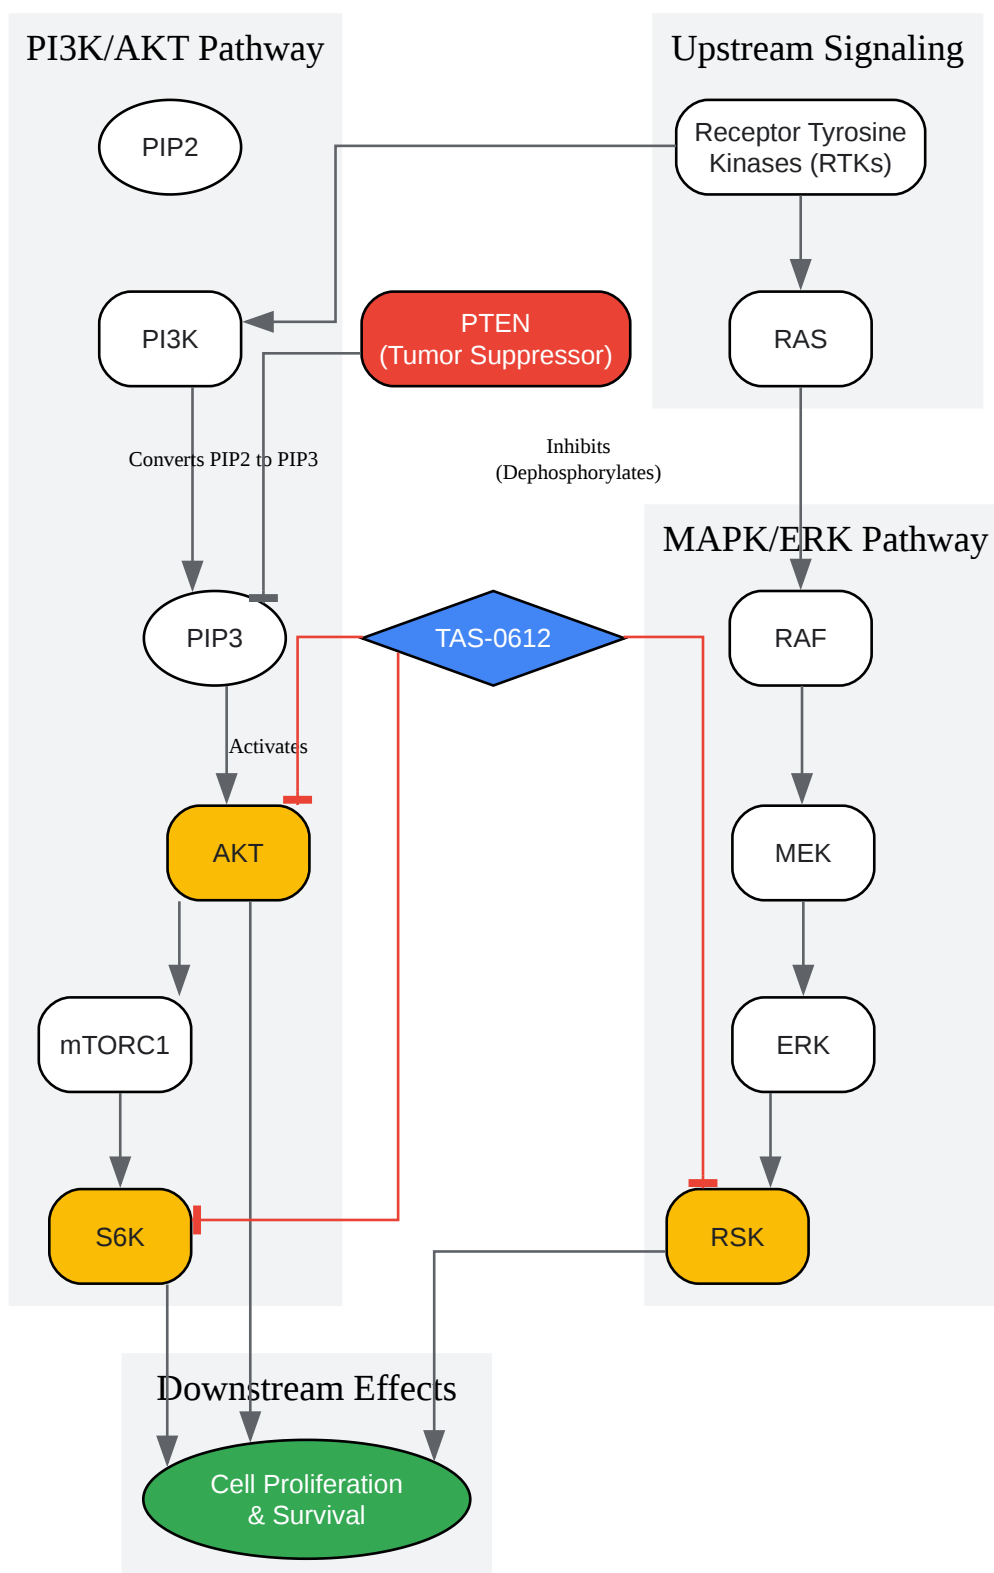 PI3K/AKT Pathway
Upstream Signaling
PIP2
Receptor Tyrosine
Kinases (RTKs)
PI3K
PTEN
(Tumor Suppressor)
RAS
Converts PIP2 to PIP3
Inhibits
(Dephosphorylates)
MAPK/ERK Pathway
PIP3
TAS-0612
RAF
Activates
AKT
MEK
mTORC1
ERK
S6K
RSK
Downstream Effects
Cell Proliferation
& Survival